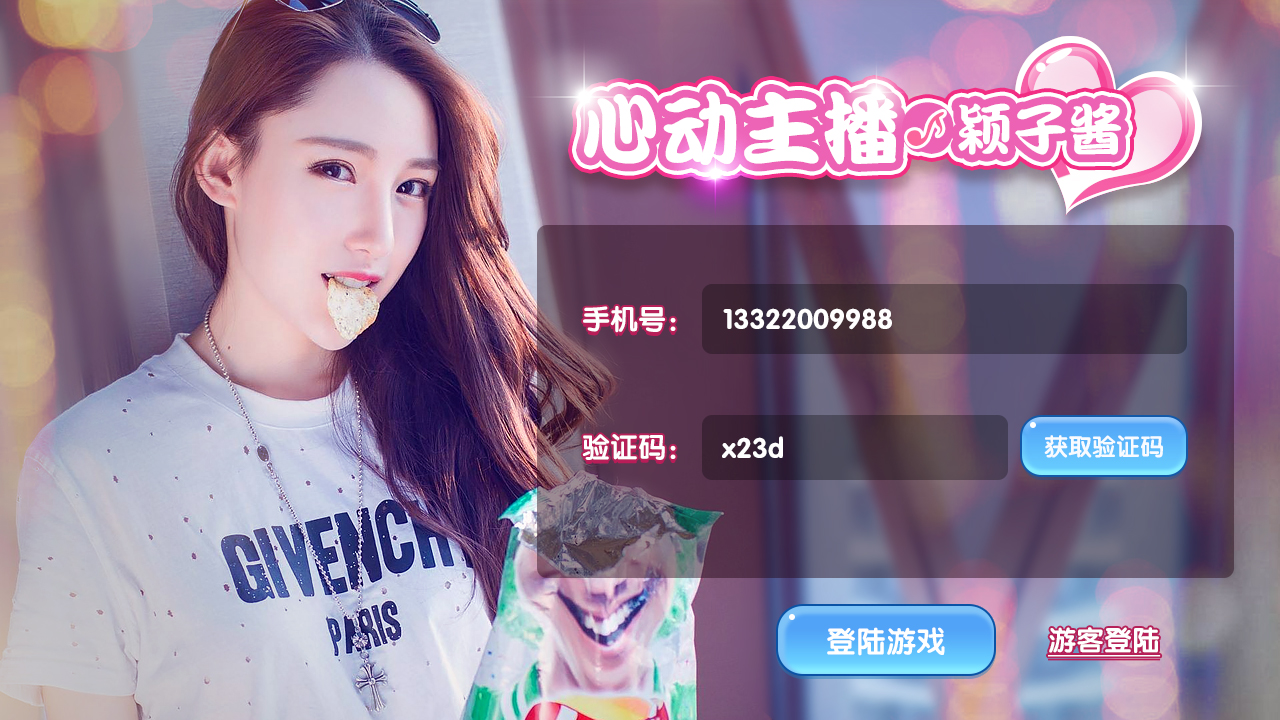 心动主播 颖子酱
手机号： 13322009988
验证码： x23d 获取验证码
登陆游戏 游客登陆
GIVENCHY
PARIS